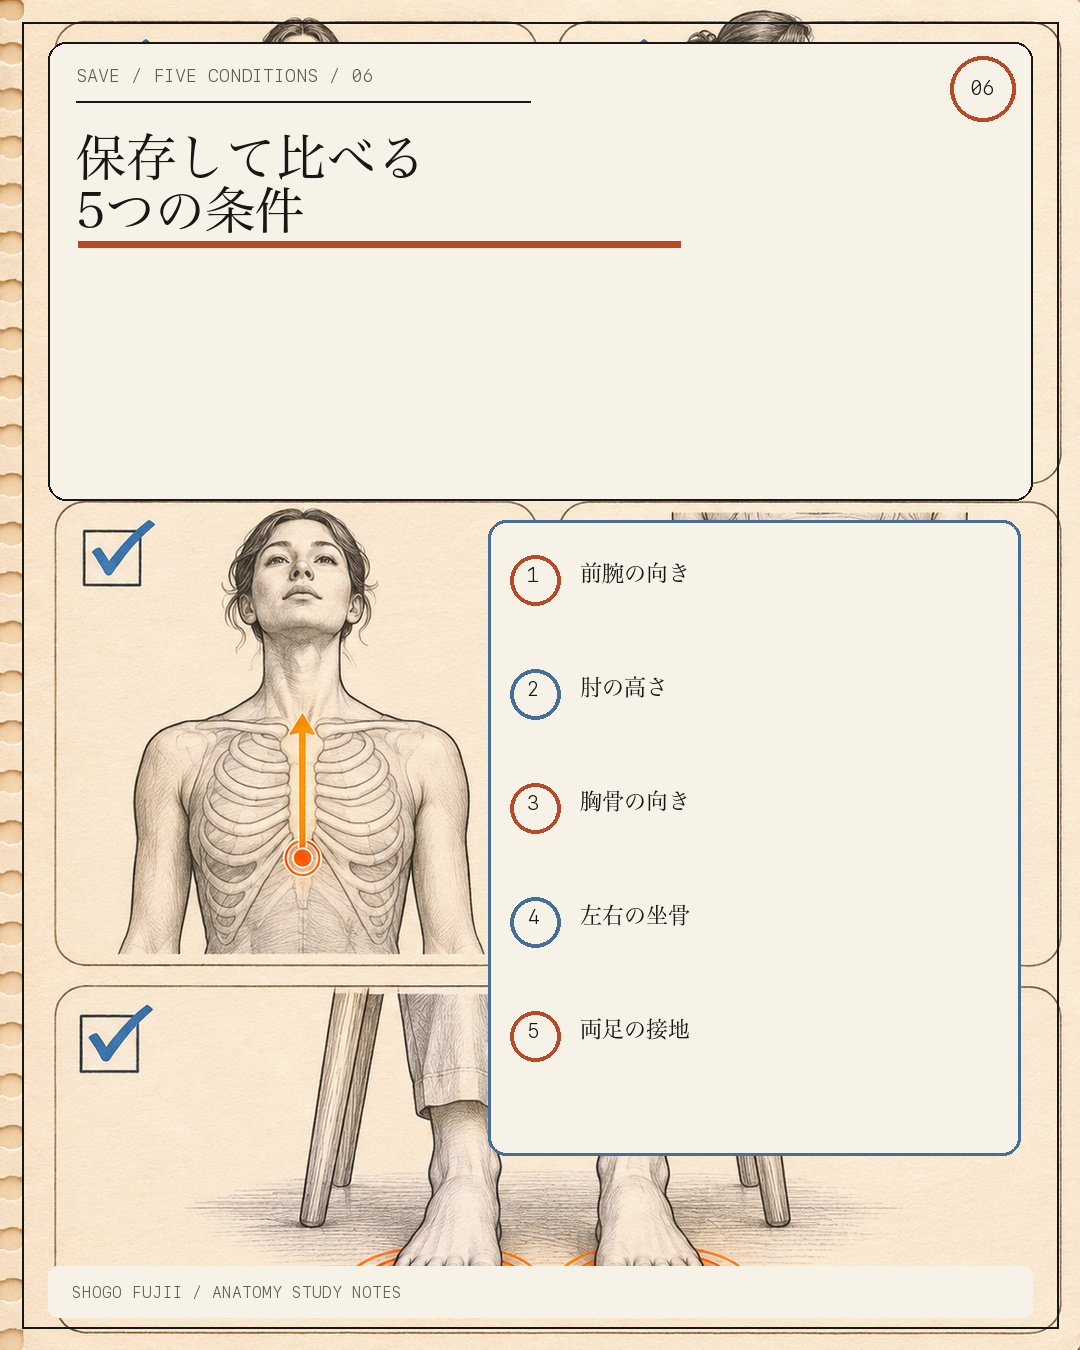 SAVE / FIVE CONDITIONS / 06
06
保存して比べる
5つの条件
1 前腕の向き
2 肘の高さ
3 胸骨の向き
4 左右の坐骨
5 両足の接地
SHOGO FUJII / ANATOMY STUDY NOTES